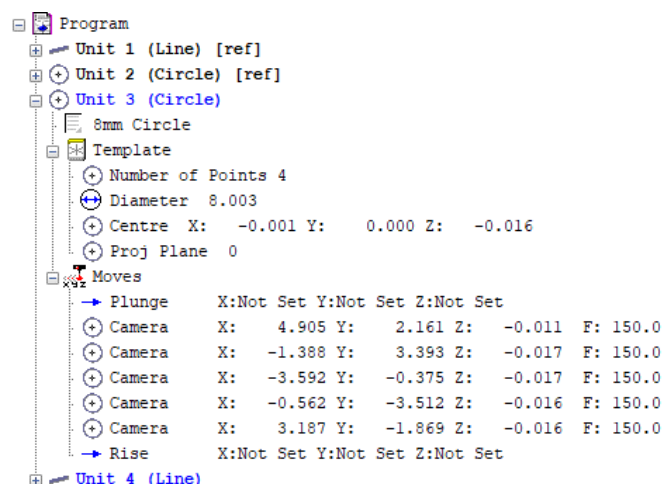 Program
Unit 1 (Line) [ref]
Unit 2 (Circle) [ref]
Unit 3 (Circle)
8mm Circle
Template
Number of Points 4
Diameter 8.003
Centre X: -0.001 Y: 0.000 Z: -0.016
Proj Plane 0
xyz Moves
Plunge X:Not Set Y:Not Set Z:Not Set
Camera X: 4.905 Y: 2.161 Z: -0.011 F: 150.0
Camera X: -1.388 Y: 3.393 Z: -0.017 F: 150.0
Camera X: -3.592 Y: -0.375 Z: -0.017 F: 150.0
Camera X: -0.562 Y: -3.512 Z: -0.016 F: 150.0
Camera X: 3.187 Y: -1.869 Z: -0.016 F: 150.0
Rise X:Not Set Y:Not Set Z:Not Set
Unit 4 (Line)